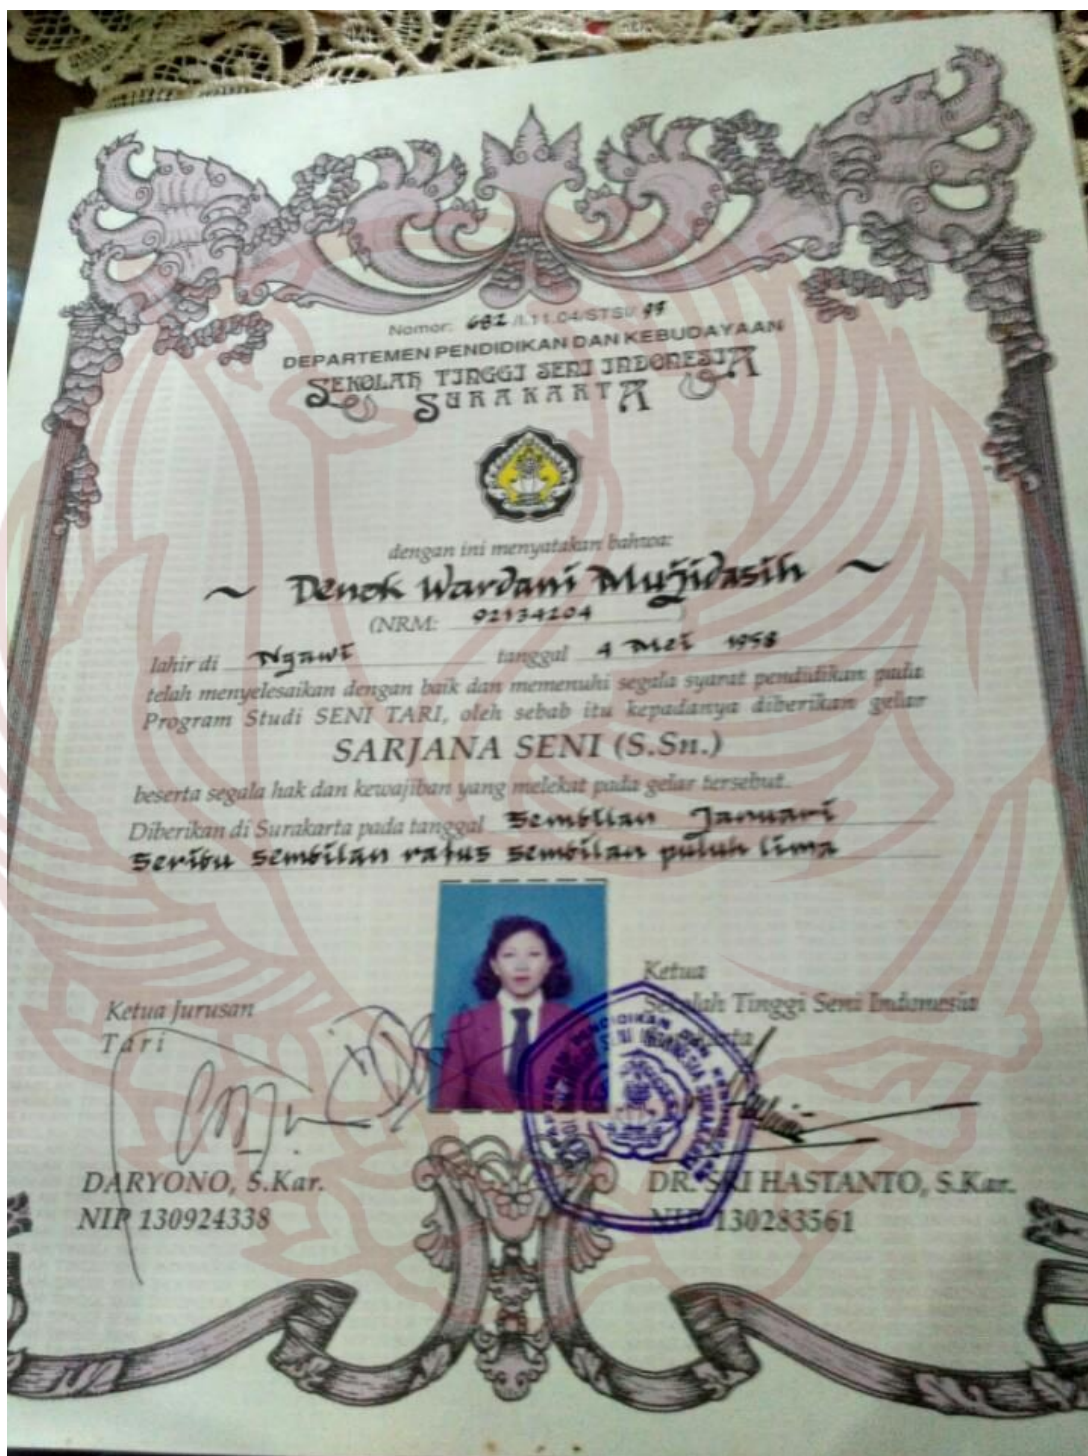 Nomor: 682 /I.11.04/STSI/ 95
DEPARTEMEN PENDIDIKAN DAN KEBUDAYAAN
SEKOLAH TINGGI SENI INDONESIA
SURAKARTA
dengan ini menyatakan bahwa:
~ Denok Wardani Mujidasih ~
(NRM: 92134204 )
lahir di Ngawi tanggal 4 Mei 1958
telah menyelesaikan dengan baik dan memenuhi segala syarat pendidikan pada
Program Studi SENI TARI, oleh sebab itu kepadanya diberikan gelar
SARJANA SENI (S.Sn.)
beserta segala hak dan kewajiban yang melekat pada gelar tersebut.
Diberikan di Surakarta pada tanggal Sembilan Januari
Seribu sembilan ratus sembilan puluh lima
Ketua Jurusan
Tari
DARYONO, S.Kar.
NIP 130924338
Ketua
Sekolah Tinggi Seni Indonesia
DR. SRI HASTANTO, S.Kar.
NIP 130283561